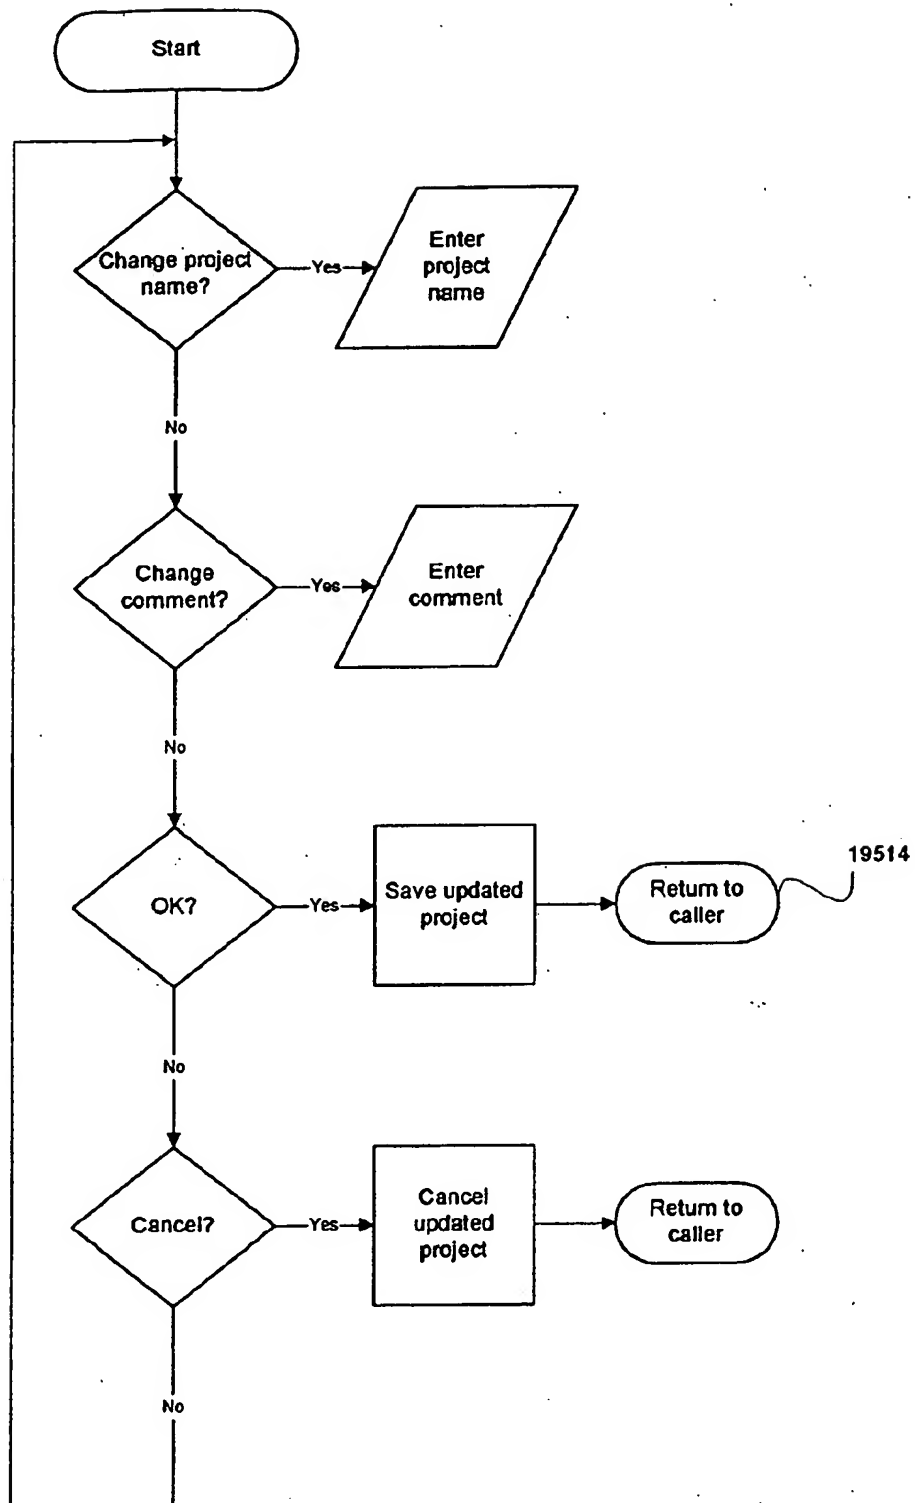 Start
Change project
name?
Yes
Enter
project
name
No
Change
comment?
Yes
Enter
comment
No
OK?
Yes
Save updated
project
Return to
caller
19514
No
Cancel?
Yes
Cancel
updated
project
Return to
caller
No